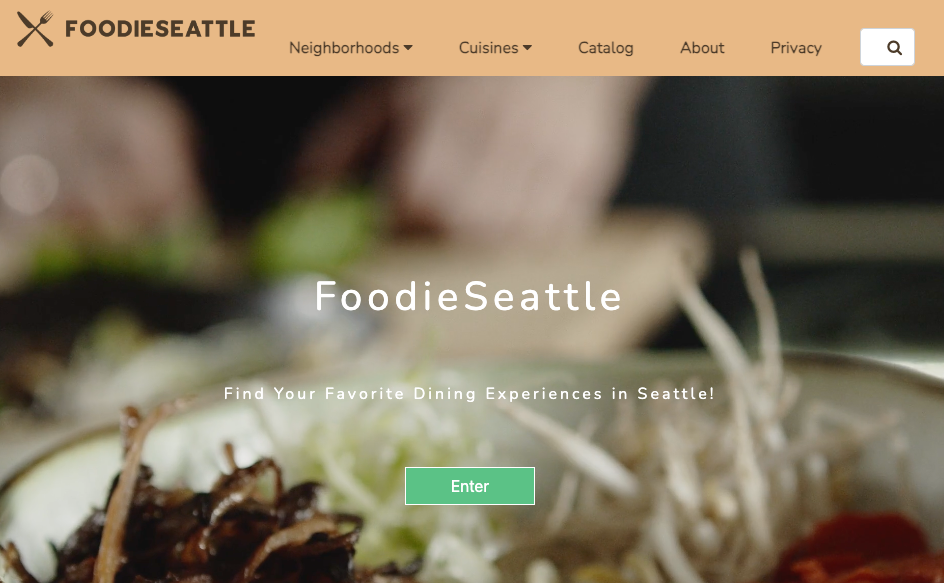 FOODIESEATTLE
Neighborhoods Cuisines Catalog About Privacy
FoodieSeattle
Find Your Favorite Dining Experiences in Seattle!
Enter